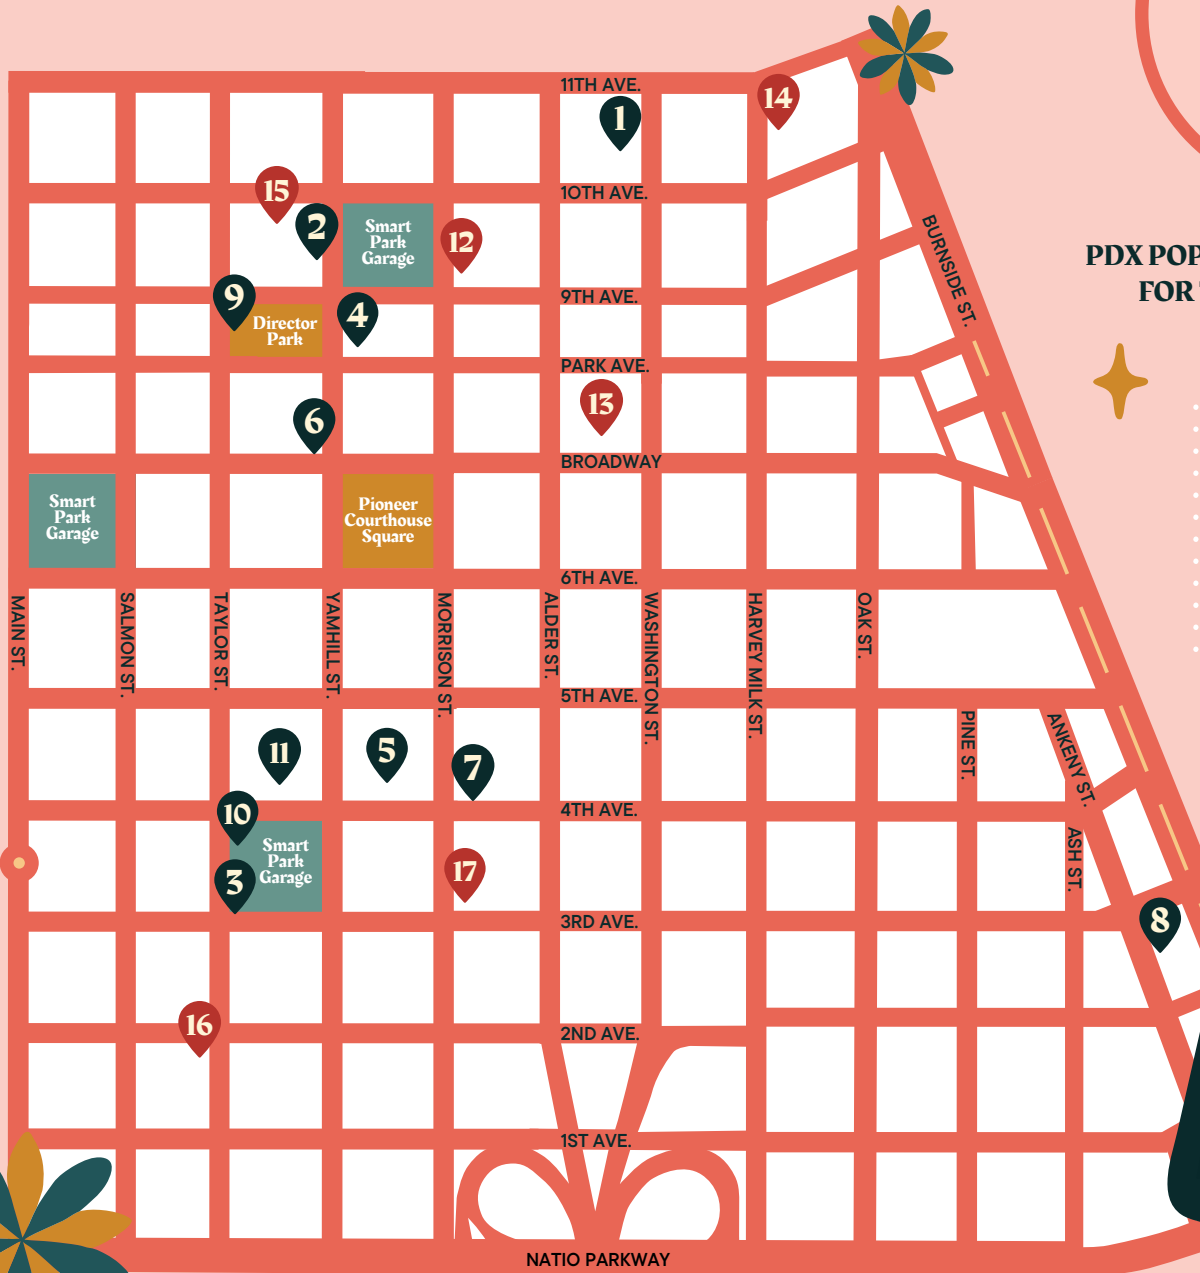 11TH AVE.
1
14
15
10TH AVE.
2
Smart
Park
Garage
12
BURNSIDE ST.
PDX POP
FOR
9
9TH AVE.
Director
Park
4
PARK AVE.
13
6
BROADWAY
Smart
Park
Garage
Pioneer
Courthouse
Square
6TH AVE.
MAIN ST.
SALMON ST.
TAYLOR ST.
YAMHILL ST.
MORRISON ST.
ALDER ST.
WASHINGTON ST.
HARVEY MILK ST.
OAK ST.
5TH AVE.
PINE ST.
ANKENY ST.
11
5
7
10
4TH AVE.
Smart
Park
Garage
3
17
ASH ST.
3RD AVE.
8
16
2ND AVE.
1ST AVE.
NATIO PARKWAY